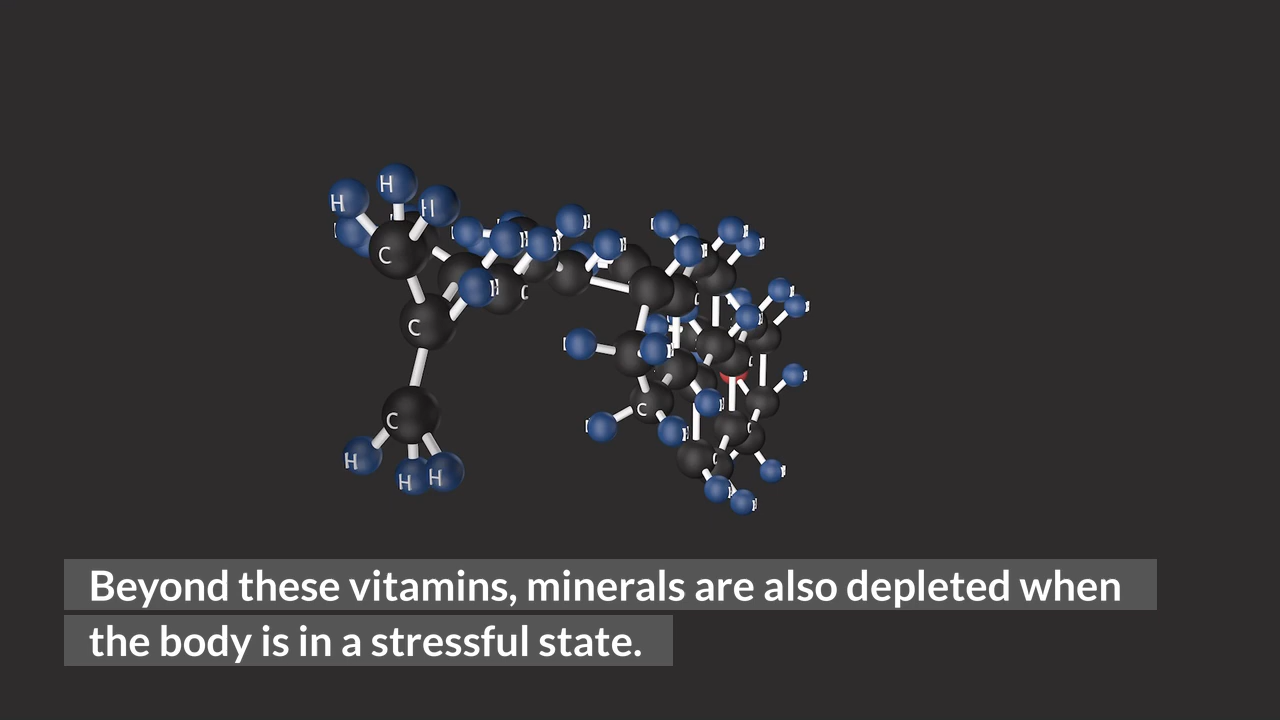 H
H
H
C
C
C
C
C
H
H
H
Beyond these vitamins, minerals are also depleted when
the body is in a stressful state.